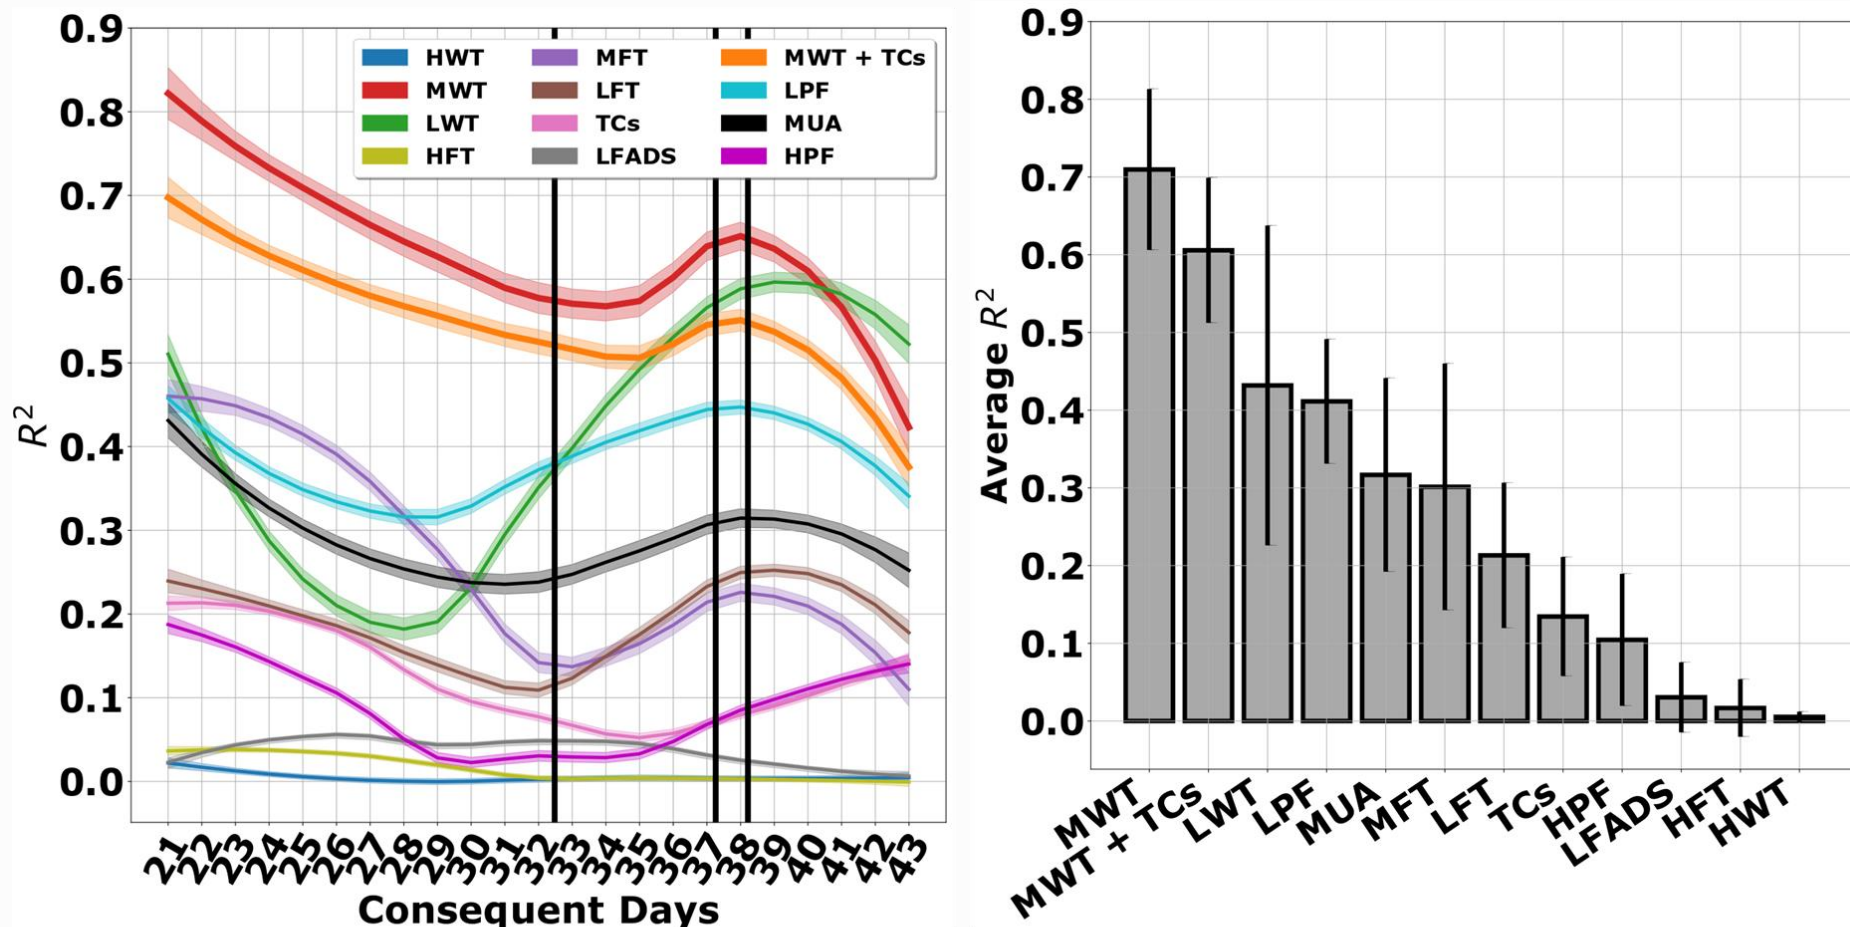 0.9
0.8
0.7
0.6
0.5
0.4
0.3
0.2
0.1
0.0
R²
HWT
MWT
LWT
HFT
MFT
LFT
TCs
LFADS
MWT + TCs
LPF
MUA
HPF
21 22 23 24 25 26 27 28 29 30 31 32 33 34 35 36 37 38 39 40 41 42 43
Consequent Days
0.9
0.8
0.7
0.6
0.5
0.4
0.3
0.2
0.1
0.0
Average R²
MWT
MWT + TCs
LWT
LPF
MUA
MFT
LFT
TCs
HPF
LFADS
HFT
HWT